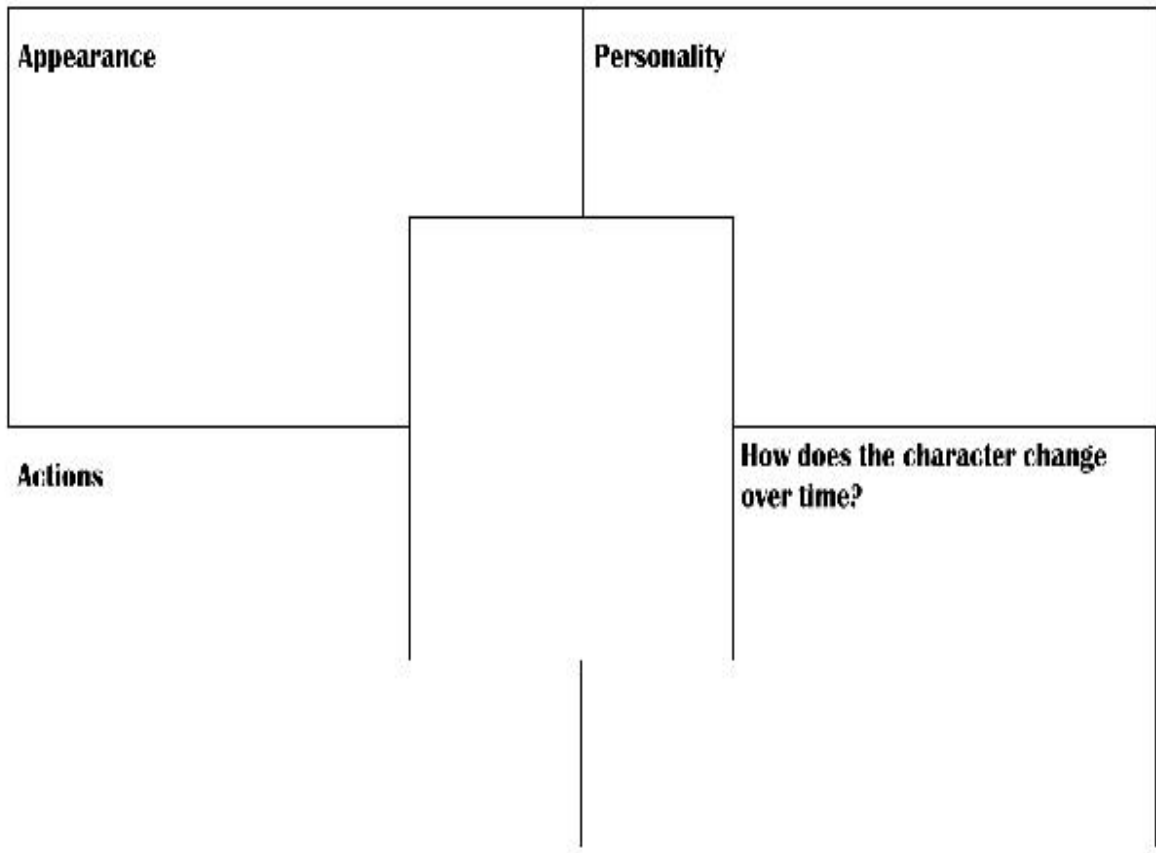 Appearance
Personality
Actions
How does the character change
over time?